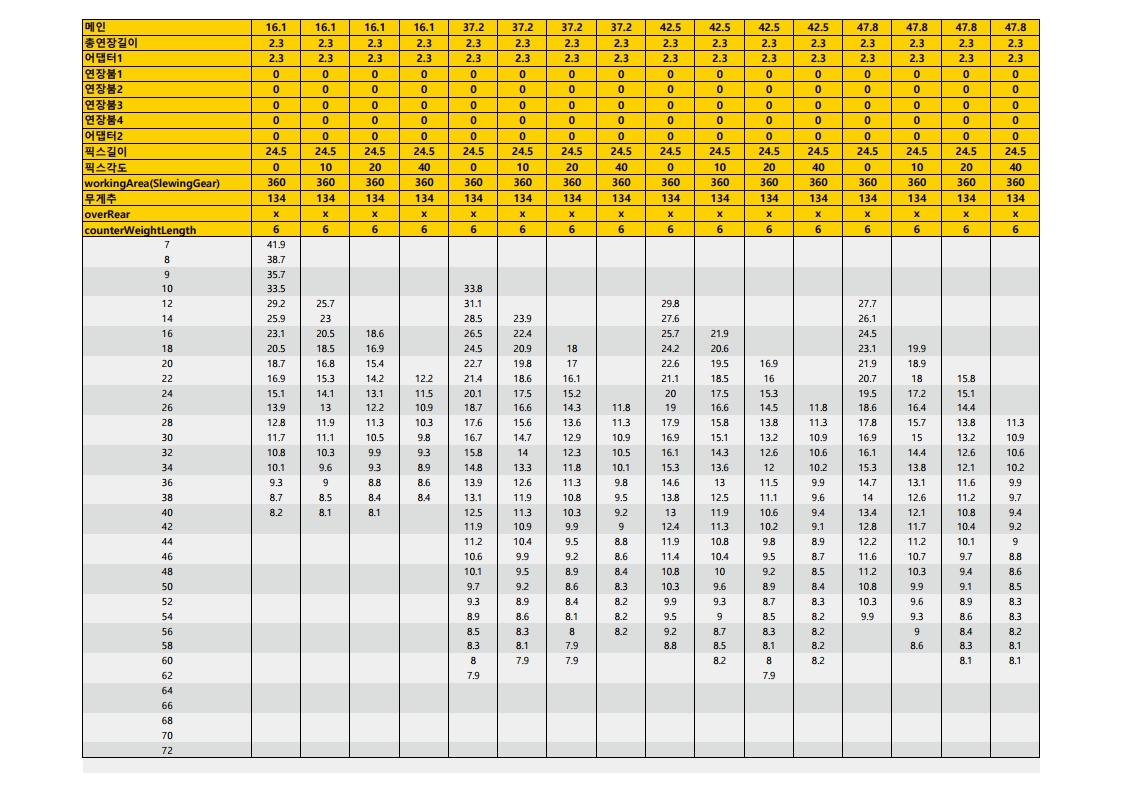 메인 16.1 16.1 16.1 16.1 37.2 37.2 37.2 37.2 42.5 42.5 42.5 42.5 47.8 47.8 47.8 47.8
총연장길이 2.3 2.3 2.3 2.3 2.3 2.3 2.3 2.3 2.3 2.3 2.3 2.3 2.3 2.3 2.3 2.3
어댑터1 2.3 2.3 2.3 2.3 2.3 2.3 2.3 2.3 2.3 2.3 2.3 2.3 2.3 2.3 2.3 2.3
연장붐1 0 0 0 0 0 0 0 0 0 0 0 0 0 0 0 0
연장붐2 0 0 0 0 0 0 0 0 0 0 0 0 0 0 0 0
연장붐3 0 0 0 0 0 0 0 0 0 0 0 0 0 0 0 0
연장붐4 0 0 0 0 0 0 0 0 0 0 0 0 0 0 0 0
어댑터2 0 0 0 0 0 0 0 0 0 0 0 0 0 0 0 0
픽스길이 24.5 24.5 24.5 24.5 24.5 24.5 24.5 24.5 24.5 24.5 24.5 24.5 24.5 24.5 24.5 24.5
픽스각도 0 10 20 40 0 10 20 40 0 10 20 40 0 10 20 40
workingArea(SlewingGear) 360 360 360 360 360 360 360 360 360 360 360 360 360 360 360 360
무게추 134 134 134 134 134 134 134 134 134 134 134 134 134 134 134 134
overRear x x x x x x x x x x x x x x x x
counterWeightLength 6 6 6 6 6 6 6 6 6 6 6 6 6 6 6 6
7 41.9
8 38.7
9 35.7
10 33.5 33.8
12 29.2 25.7 31.1 29.8 27.7
14 25.9 23 28.5 23.9 27.6 26.1
16 23.1 20.5 18.6 26.5 22.4 25.7 21.9 24.5
18 20.5 18.5 16.9 24.5 20.9 18 24.2 20.6 23.1 19.9
20 18.7 16.8 15.4 22.7 19.8 17 22.6 19.5 16.9 21.9 18.9
22 16.9 15.3 14.2 12.2 21.4 18.6 16.1 21.1 18.5 16 20.7 18 15.8
24 15.1 14.1 13.1 11.5 20.1 17.5 15.2 20 17.5 15.3 19.5 17.2 15.1
26 13.9 13 12.2 10.9 18.7 16.6 14.3 11.8 19 16.6 14.5 11.8 18.6 16.4 14.4
28 12.8 11.9 11.3 10.3 17.6 15.6 13.6 11.3 17.9 15.8 13.8 11.3 17.8 15.7 13.8 11.3
30 11.7 11.1 10.5 9.8 16.7 14.7 12.9 10.9 16.9 15.1 13.2 10.9 16.9 15 13.2 10.9
32 10.8 10.3 9.9 9.3 15.8 14 12.3 10.5 16.1 14.3 12.6 10.6 16.1 14.4 12.6 10.6
34 10.1 9.6 9.3 8.9 14.8 13.3 11.8 10.1 15.3 13.6 12 10.2 15.3 13.8 12.1 10.2
36 9.3 9 8.8 8.6 13.9 12.6 11.3 9.8 14.6 13 11.5 9.9 14.7 13.1 11.6 9.9
38 8.7 8.5 8.4 8.4 13.1 11.9 10.8 9.5 13.8 12.5 11.1 9.6 14 12.6 11.2 9.7
40 8.2 8.1 8.1 12.5 11.3 10.3 9.2 13 11.9 10.6 9.4 13.4 12.1 10.8 9.4
42 11.9 10.9 9.9 9 12.4 11.3 10.2 9.1 12.8 11.7 10.4 9.2
44 11.2 10.4 9.5 8.8 11.9 10.8 9.8 8.9 12.2 11.2 10.1 9
46 10.6 9.9 9.2 8.6 11.4 10.4 9.5 8.7 11.6 10.7 9.7 8.8
48 10.1 9.5 8.9 8.4 10.8 10 9.2 8.5 11.2 10.3 9.4 8.6
50 9.7 9.2 8.6 8.3 10.3 9.6 8.9 8.4 10.8 9.9 9.1 8.5
52 9.3 8.9 8.4 8.2 9.9 9.3 8.7 8.3 10.3 9.6 8.9 8.3
54 8.9 8.6 8.1 8.2 9.5 9 8.5 8.2 9.9 9.3 8.6 8.3
56 8.5 8.3 8 8.2 9.2 8.7 8.3 8.2 9 8.4 8.2
58 8.3 8.1 7.9 8.8 8.5 8.1 8.2 8.6 8.3 8.1
60 8 7.9 7.9 8.2 8 8.2 8.1 8.1
62 7.9 7.9
64
66
68
70
72